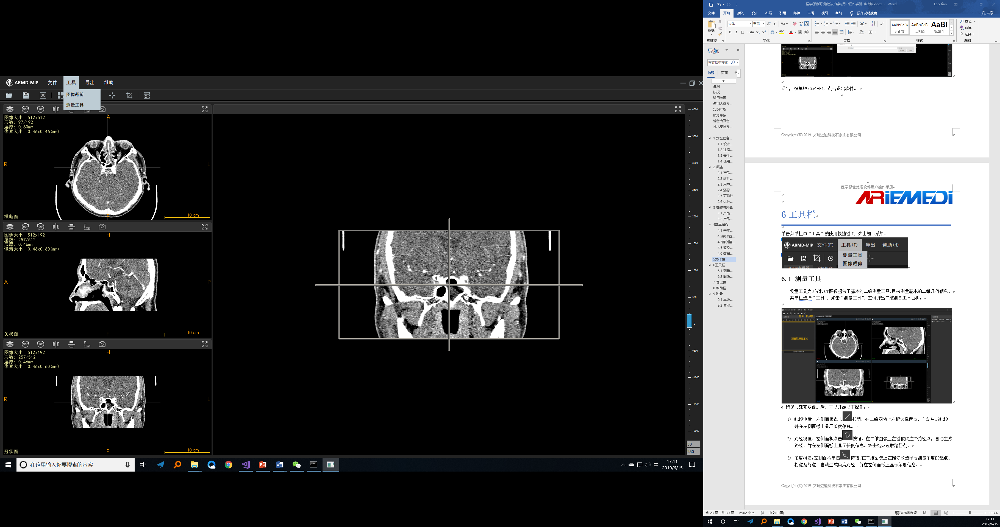 ARMD-MIP 文件 工具 导出 帮助
图像裁剪
测量工具
图像大小: 512x512
层数: 97/192
层厚: 0.60mm
像素大小: 0.46x0.46(mm)
A
R
L
P
横断面
10 cm
图像大小: 512x192
层数: 257/512
层厚: 0.46mm
像素大小: 0.46x0.60(mm)
H
A
P
F
矢状面
10 cm
图像大小: 512x192
层数: 257/512
层厚: 0.46mm
像素大小: 0.46x0.60(mm)
H
R
L
F
冠状面
10 cm
4000
3500
3000
2500
2000
1500
1000
500
0
-500
-1000
-1500
-2000
50
250
在这里输入你要搜索的内容
中
17:11
2019/6/15
医学影像可视化分析系统用户操作手册-修改版.docx - Word
Leo tian
文件 开始 插入 设计 布局 引用 邮件 审阅 视图 帮助 操作说明搜索
共享
粘贴
宋体 五号
剪贴板 字体 段落 样式 编辑
AaBbCcDi AaBbCcD AaBb
正文 无间隔 标题 1
查找
替换
选择
导航
在文档中搜索
标题 页面 结
说明
版权
适用范围
使用人群及...
知识产权
服务承诺
销售商及售...
技术支持及...
1 安全信息...
1.1 设计...
1.2 注意...
1.3 安全...
1.4 使用...
2 概述
2.1 产品...
2.2 软件...
2.3 用户...
2.4 消息
2.5 可靠性
2.6 运行...
3 安装与卸载
3.1 产品...
3.2 产品...
4基本操作
4.1 基本...
4.2软件登...
4.3病例管...
4.5 渲染...
4.6 数据...
5文件栏
6工具栏
6.1 测量...
6.2 图像...
7 导出栏
8 帮助栏
9 附录
9.1 本说...
9.2 专业...
退出: 快捷键 Ctrl+F4, 点击退出软件。
Copyright (©) 2019 艾瑞迈迪科技石家庄有限公司
医学影像处理软件用户操作手册
ARiEMEDi
6 工具栏
单击菜单栏中“工具”或使用快捷键 I, 弹出如下菜单
ARMD-MIP 文件(F) 工具(T) 导出 帮助(H)
测量工具
图像裁剪
6.1 测量工具
测量工具为X光和CT图像提供了基本的二维测量工具,用来测量基本的二维几何信息。
菜单栏选择“工具”, 点击“测量工具”, 左侧弹出二维测量工具面板:
测量工具列表
测量结果显示栏
在确保加载完图像之后, 可以开始以下操作:
1) 线段测量: 左侧面板点击 按钮, 在二维图像上左键选择两点, 自动生成线段,
并在左侧面板上显示长度信息。
2) 路径测量: 左侧面板点击 按钮, 在二维图像上左键依次选择路径点, 自动生成
路径, 并在左侧面板上显示长度信息。双击结束选取路径点。
3) 角度测量:左侧面板单击 按钮,在二维图像上左键依次选择要测量角度的起点、
拐点及终点, 自动生成角度路径, 并在左侧面板上显示角度信息。
Copyright (©) 2019 艾瑞迈迪科技石家庄有限公司
第 23 页, 共 30 页 6902 个字 中文(中国)
显示器设置
113%
17:11
2019/6/15